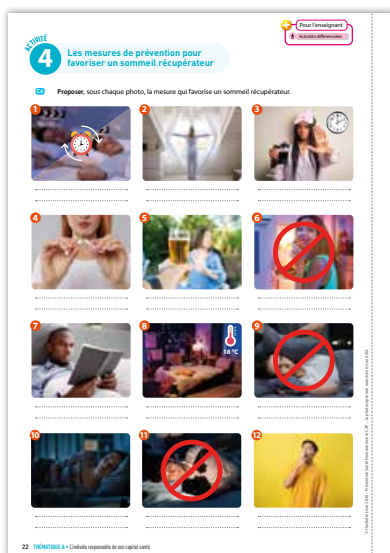 Pour l'enseignant
Activités différenciées
ACTIVITÉ
4
Les mesures de prévention pour
favoriser un sommeil récupérateur
C4 Proposer, sous chaque photo, la mesure qui favorise un sommeil récupérateur.
1 2 3
4 5 6
7 8 9
18 °C
10 11 12
22 THÉMATIQUE A • L'individu responsable de son capital santé